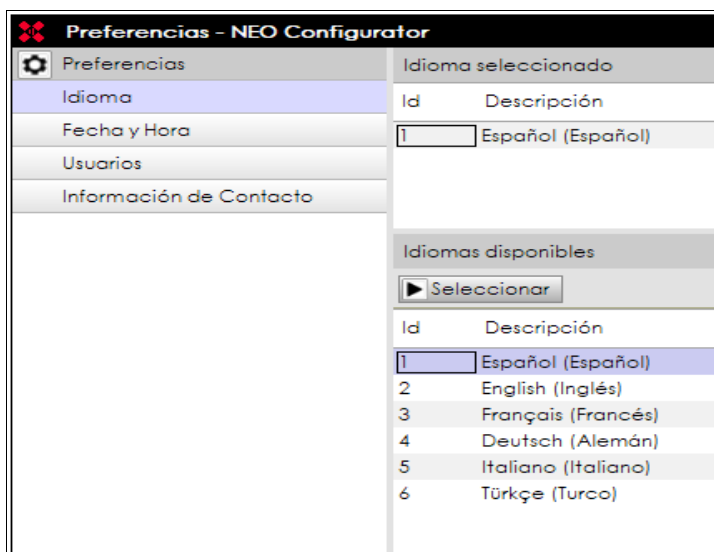 Preferencias - NEO Configurator
Preferencias
Idioma
Fecha y Hora
Usuarios
Información de Contacto
Idioma seleccionado
Id Descripción
1 Español (Español)
Idiomas disponibles
Seleccionar
Id Descripción
1 Español (Español)
2 English (Inglés)
3 Français (Francés)
4 Deutsch (Alemán)
5 Italiano (Italiano)
6 Türkçe (Turco)